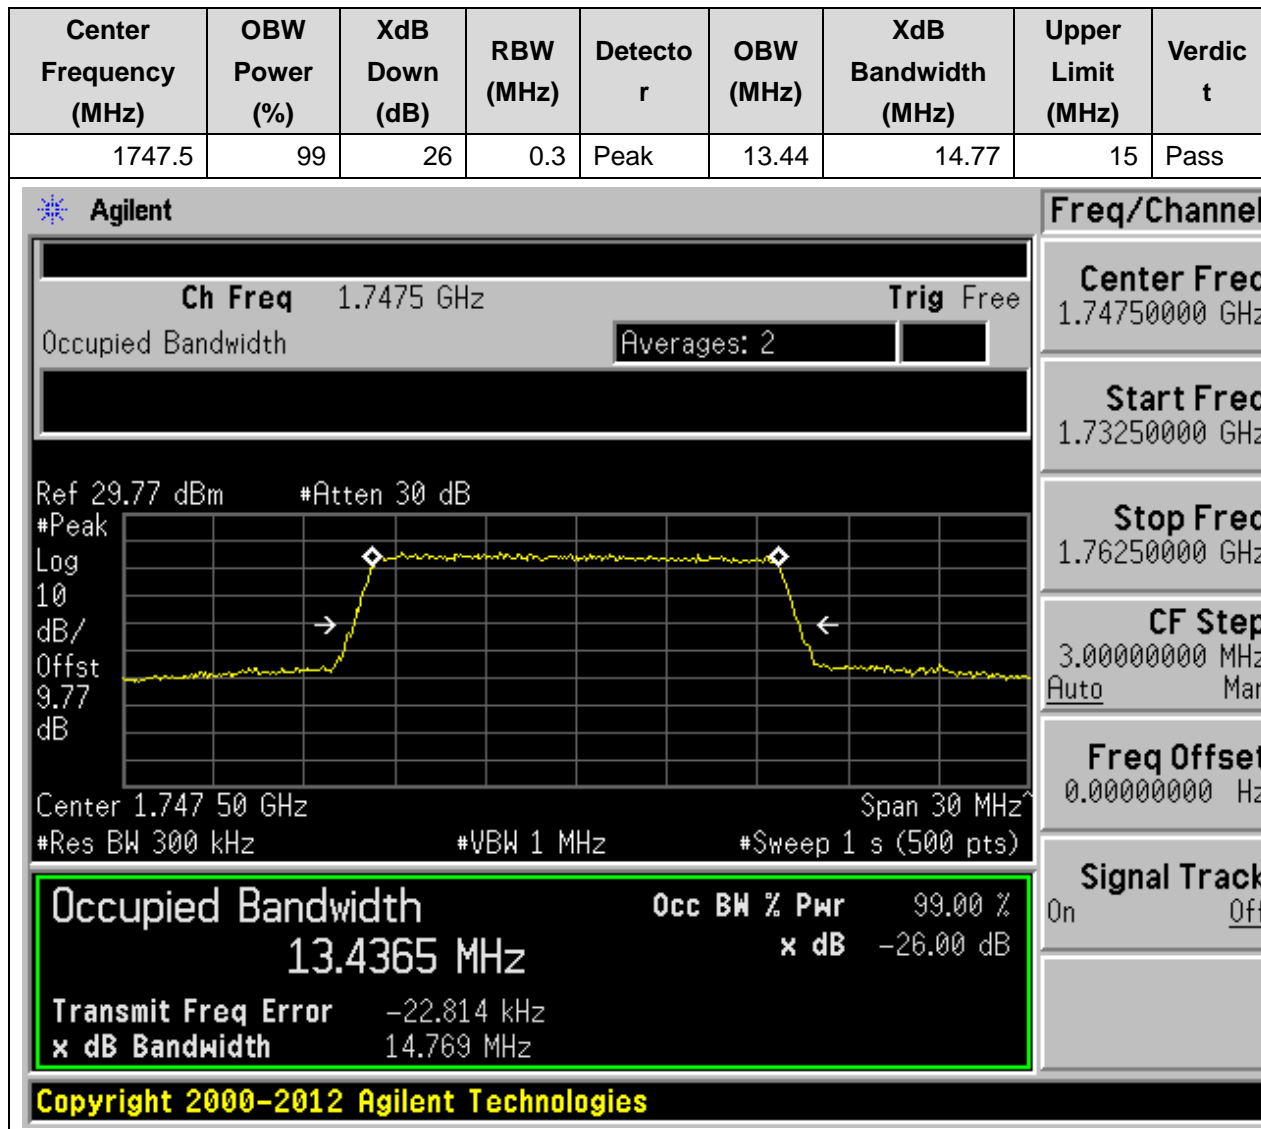 Center Frequency (MHz) OBW Power (%) XdB Down (dB) RBW (MHz) Detecto r OBW (MHz) XdB Bandwidth (MHz) Upper Limit (MHz) Verdic t
1747.5 99 26 0.3 Peak 13.44 14.77 15 Pass
Agilent
Freq/Channel
Ch Freq 1.7475 GHz Trig Free
Occupied Bandwidth Averages: 2
Center Freq
1.74750000 GHz
Start Freq
1.73250000 GHz
Stop Freq
1.76250000 GHz
CF Step
3.00000000 MHz
Auto Man
Freq Offset
0.00000000 Hz
Signal Track
On Off
Ref 29.77 dBm #Atten 30 dB
#Peak
Log
10
dB/
Offst
9.77
dB
Center 1.747 50 GHz Span 30 MHz^
#Res BW 300 kHz #VBW 1 MHz #Sweep 1 s (500 pts)
Occupied Bandwidth Occ BW % Pwr 99.00 %
13.4365 MHz x dB -26.00 dB
Transmit Freq Error -22.814 kHz
x dB Bandwidth 14.769 MHz
Copyright 2000-2012 Agilent Technologies